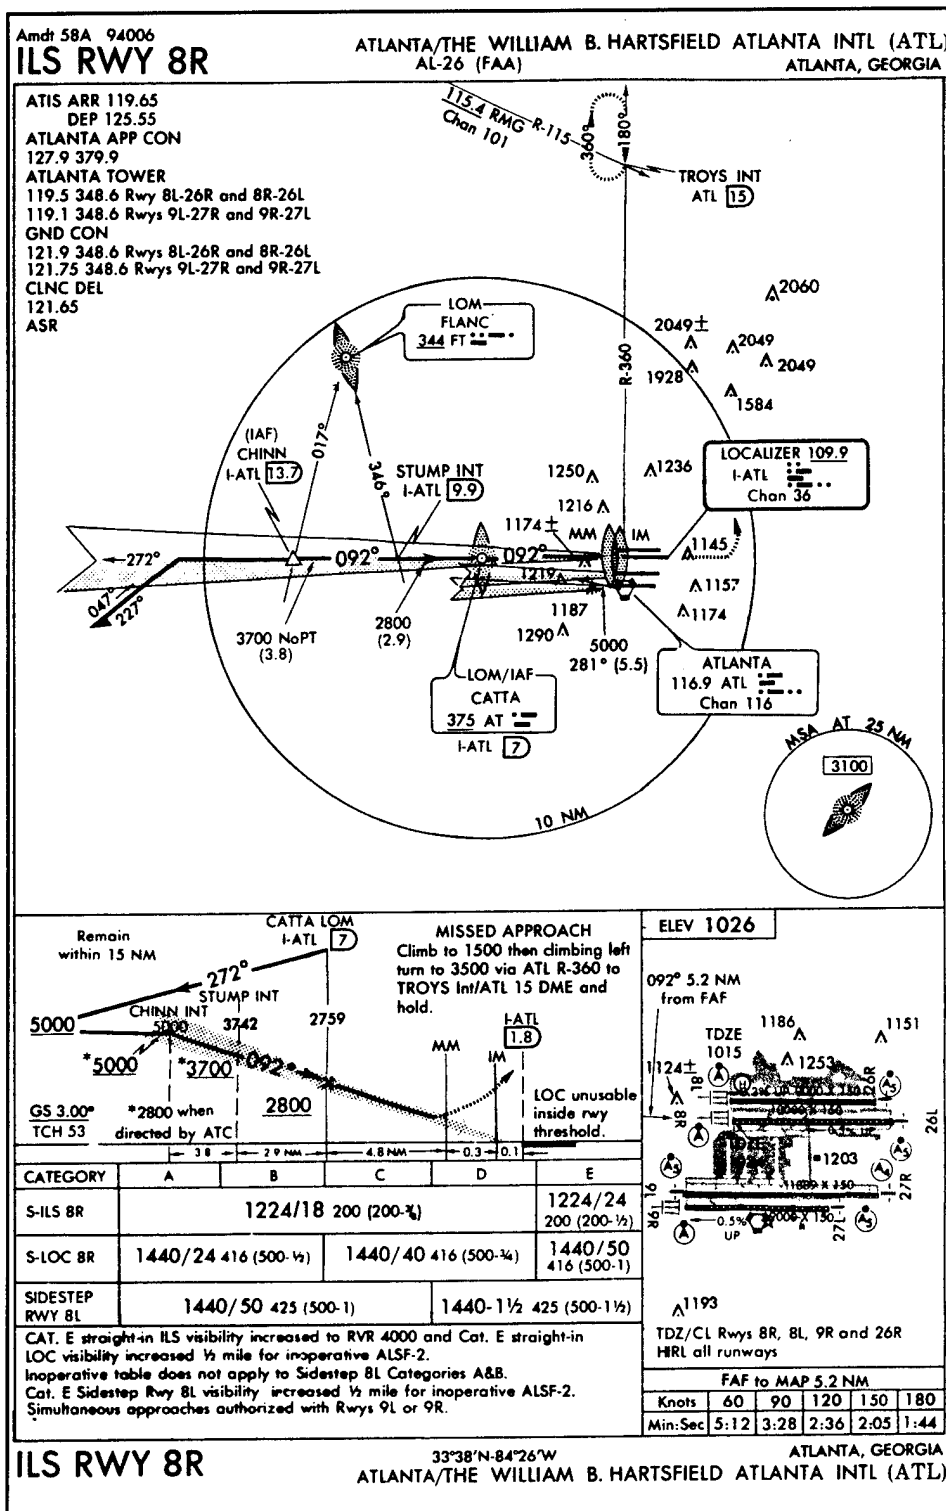 Amdt 58A 94006
ILS RWY 8R
ATLANTA/THE WILLIAM B. HARTSFIELD ATLANTA INTL (ATL)
AL-26 (FAA)
ATLANTA, GEORGIA
ATIS ARR 119.65
DEP 125.55
ATLANTA APP CON
127.9 379.9
ATLANTA TOWER
119.5 348.6 Rwy 8L-26R and 8R-26L
119.1 348.6 Rwys 9L-27R and 9R-27L
GND CON
121.9 348.6 Rwys 8L-26R and 8R-26L
121.75 348.6 Rwys 9L-27R and 9R-27L
CLNC DEL
121.65
ASR
115.4 RMG R-115
Chan 101
360°
180°
TROYS INT
ATL 15
2060
2049±
2049
2049
1928
1584
R-360
LOM
FLANC
344 FT
017°
346°
(IAF)
CHINN
I-ATL 13.7
STUMP INT
I-ATL 9.9
1250
1236
1216
1174±
MM
IM
LOCALIZER 109.9
I-ATL
Chan 36
272°
092°
092°
1145
047°
227°
1219
1157
1187
1174
3700 NoPT
(3.8)
2800
(2.9)
1290
5000
281° (5.5)
LOM/IAF
CATTA
375 AT
I-ATL 7
ATLANTA
116.9 ATL
Chan 116
10 NM
MSA AT 25 NM
3100
Remain
within 15 NM
CATTA LOM
I-ATL 7
272°
STUMP INT
CHINN INT
5000
5000
3742
2759
*5000
*3700
092°
2800
GS 3.00°
TCH 53
*2800 when
directed by ATC
MISSED APPROACH
Climb to 1500 then climbing left
turn to 3500 via ATL R-360 to
TROYS Int/ATL 15 DME and
hold.
I-ATL
1.8
MM
IM
LOC unusable
inside rwy
threshold.
3.8
2.9 NM
4.8 NM
0.3
0.1
CATEGORY A B C D E
S-ILS 8R 1224/18 200 (200-⅜) 1224/24 200 (200-½)
S-LOC 8R 1440/24 416 (500-½) 1440/40 416 (500-¾) 1440/50 416 (500-1)
SIDESTEP RWY 8L 1440/50 425 (500-1) 1440-1½ 425 (500-1½)
CAT. E straight-in ILS visibility increased to RVR 4000 and Cat. E straight-in
LOC visibility increased ½ mile for inoperative ALSF-2.
Inoperative table does not apply to Sidestep 8L Categories A&B.
Cat. E Sidestep Rwy 8L visibility increased ½ mile for inoperative ALSF-2.
Simultaneous approaches authorized with Rwys 9L or 9R.
ELEV 1026
092° 5.2 NM
from FAF
TDZE
1015
1186
1151
1124±
1253
26R
8R
26L
1203
27R
9R
0.5%
UP
27L
1193
TDZ/CL Rwys 8R, 8L, 9R and 26R
HIRL all runways
FAF to MAP 5.2 NM
Knots 60 90 120 150 180
Min:Sec 5:12 3:28 2:36 2:05 1:44
ILS RWY 8R
33°38'N-84°26'W
ATLANTA, GEORGIA
ATLANTA/THE WILLIAM B. HARTSFIELD ATLANTA INTL (ATL)